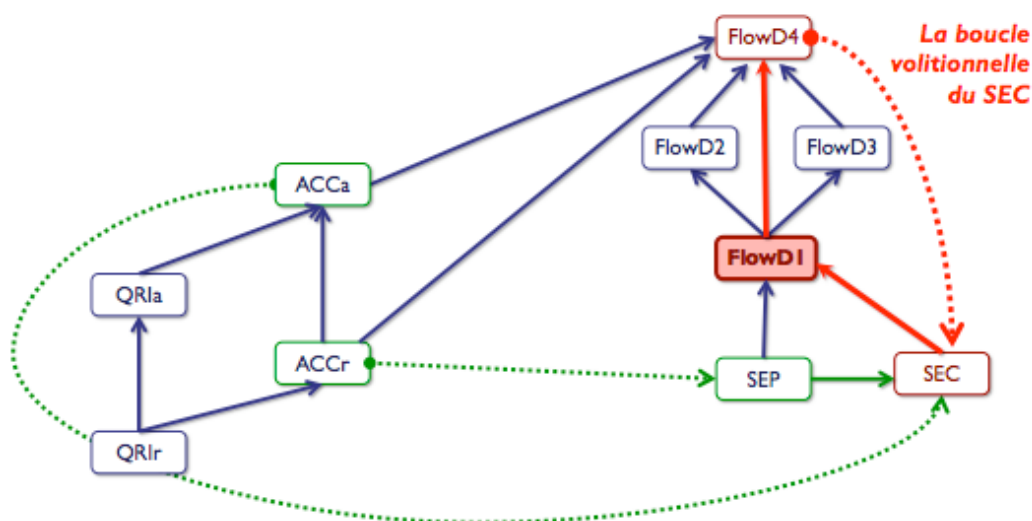 FlowD4
La boucle
volitionnelle
du SEC
FlowD2
FlowD3
ACCa
FlowD1
QRIa
ACCr
SEP
SEC
QRIr